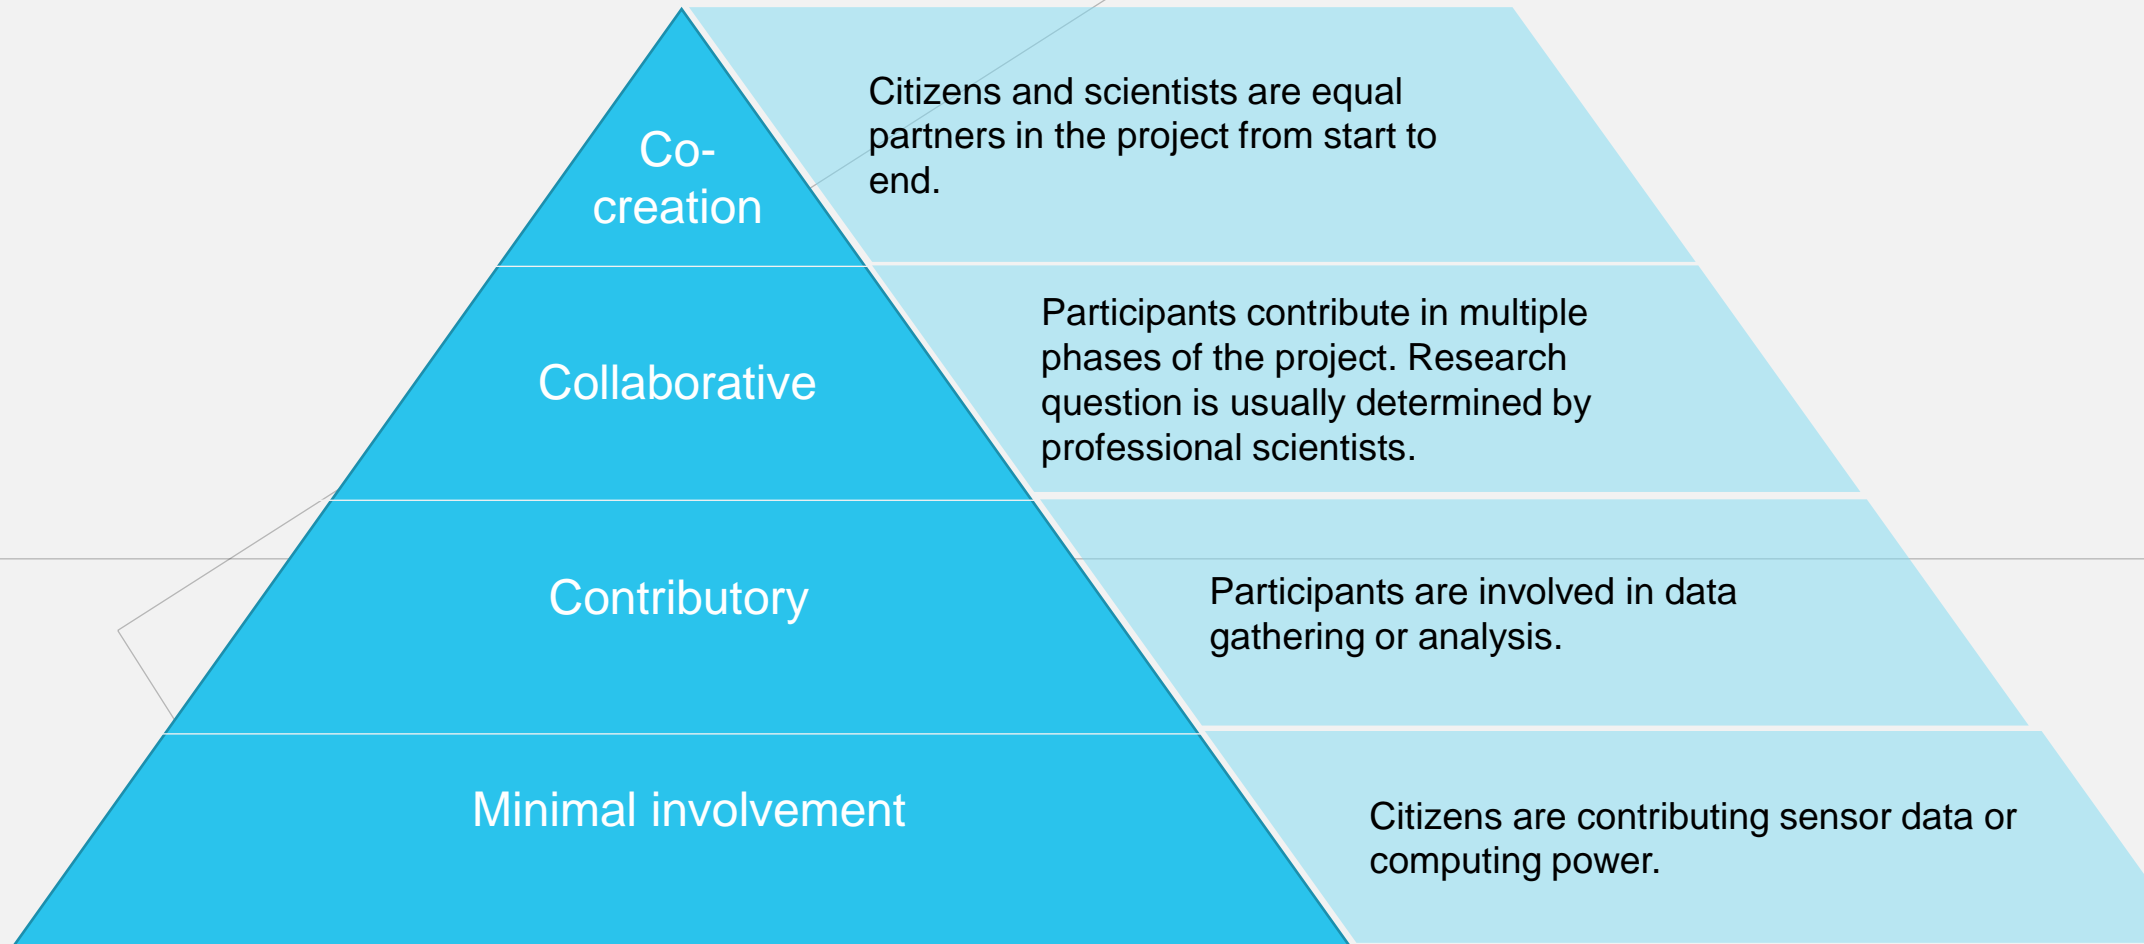 Co-
creation
Citizens and scientists are equal
partners in the project from start to
end.
Collaborative
Participants contribute in multiple
phases of the project. Research
question is usually determined by
professional scientists.
Contributory
Participants are involved in data
gathering or analysis.
Minimal involvement
Citizens are contributing sensor data or
computing power.